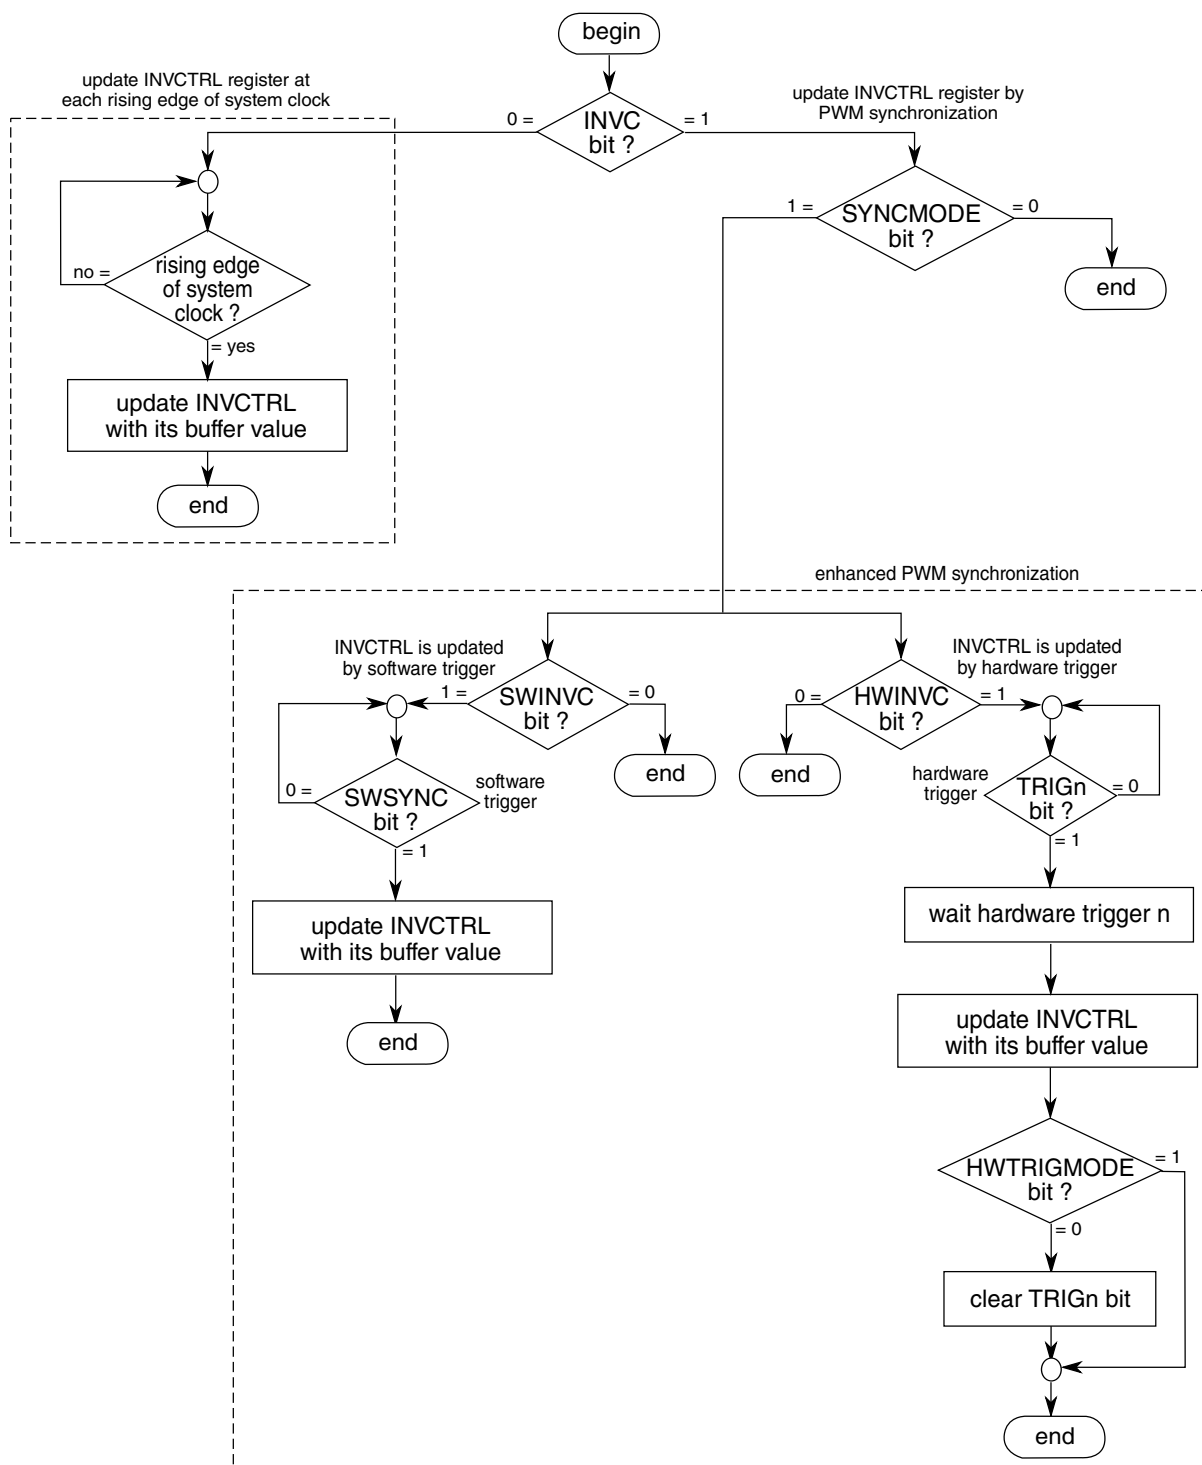 begin
update INVCTRL register at
each rising edge of system clock
update INVCTRL register by
PWM synchronization
0 =
INVC
bit ?
= 1
1 =
SYNCMODE
bit ?
= 0
end
no =
rising edge
of system
clock ?
= yes
update INVCTRL
with its buffer value
end
enhanced PWM synchronization
INVCTRL is updated
by software trigger
INVCTRL is updated
by hardware trigger
1 =
SWINVC
bit ?
= 0
0 =
HWINVC
bit ?
= 1
end
end
0 =
SWSYNC
bit ?
software
trigger
= 1
hardware
trigger
TRIGn
bit ?
= 0
= 1
update INVCTRL
with its buffer value
end
wait hardware trigger n
update INVCTRL
with its buffer value
HWTRIGMODE
bit ?
= 1
= 0
clear TRIGn bit
end